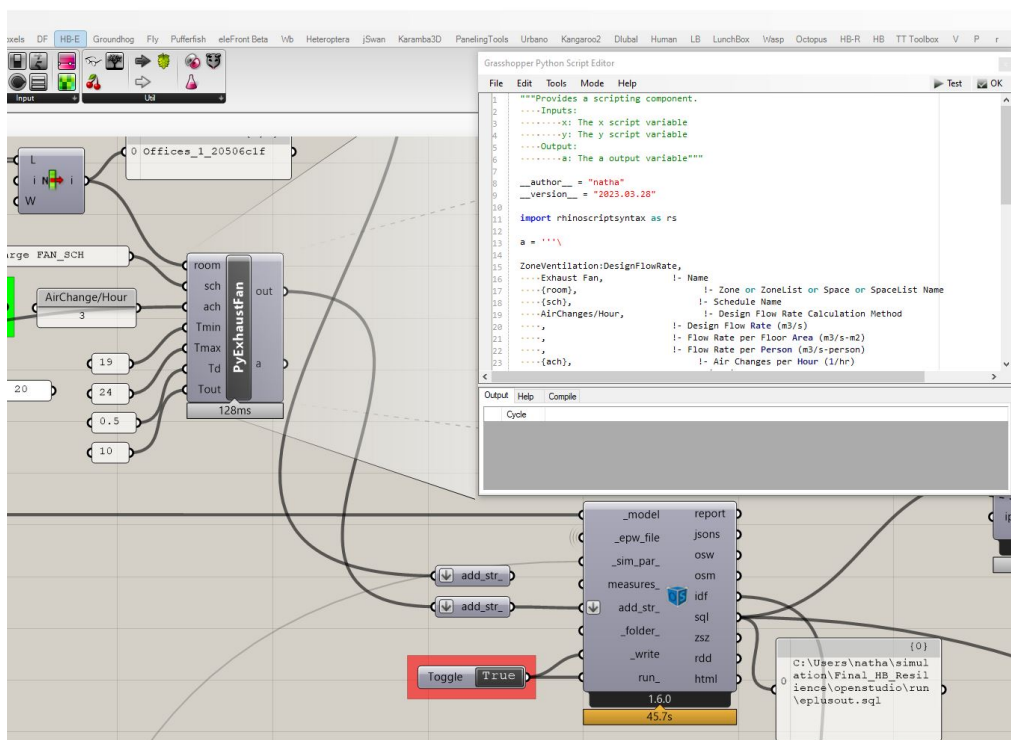 xels DF HB-E Groundhog Fly Pufferfish eleFront Beta Wb Heteroptera jSwan Karamba3D PanelingTools Urbano Kangaroo2 Dlubal Human LB LunchBox Wasp Octopus HB-R HB TT Toolbox V P r
Input + Util +
Grasshopper Python Script Editor
File Edit Tools Mode Help Test OK
1 """Provides a scripting component.
2 ····Inputs:
3 ········x: The x script variable
4 ········y: The y script variable
5 ····Output:
6 ········a: The a output variable"""
7
8 __author__ = "natha"
9 __version__ = "2023.03.28"
10
11 import rhinoscriptsyntax as rs
12
13 a = '''\
14
15 ZoneVentilation:DesignFlowRate,
16 ····Exhaust Fan, !- Name
17 ····{room}, !- Zone or ZoneList or Space or SpaceList Name
18 ····{sch}, !- Schedule Name
19 ····AirChanges/Hour, !- Design Flow Rate Calculation Method
20 ····, !- Design Flow Rate (m3/s)
21 ····, !- Flow Rate per Floor Area (m3/s-m2)
22 ····, !- Flow Rate per Person (m3/s-person)
23 ····{ach}, !- Air Changes per Hour (1/hr)
Output Help Compile
Cycle
L
i N i
W
0 Offices_1_20506c1f
arge FAN_SCH
AirChange/Hour
3
19
20
24
0.5
10
room
sch
ach
Tmin
Tmax
Td
Tout
PyExhaustFan
out
a
128ms
add_str_
add_str_
Toggle True
_model report
_epw_file jsons
_sim_par_ osw
measures_ osm
OS idf
add_str_ sql
_folder_ zsz
_write rdd
run_ html
1.6.0
45.7s
ip
{0}
0 C:\Users\natha\simul
ation\Final_HB_Resil
ience\openstudio\run
\eplusout.sql